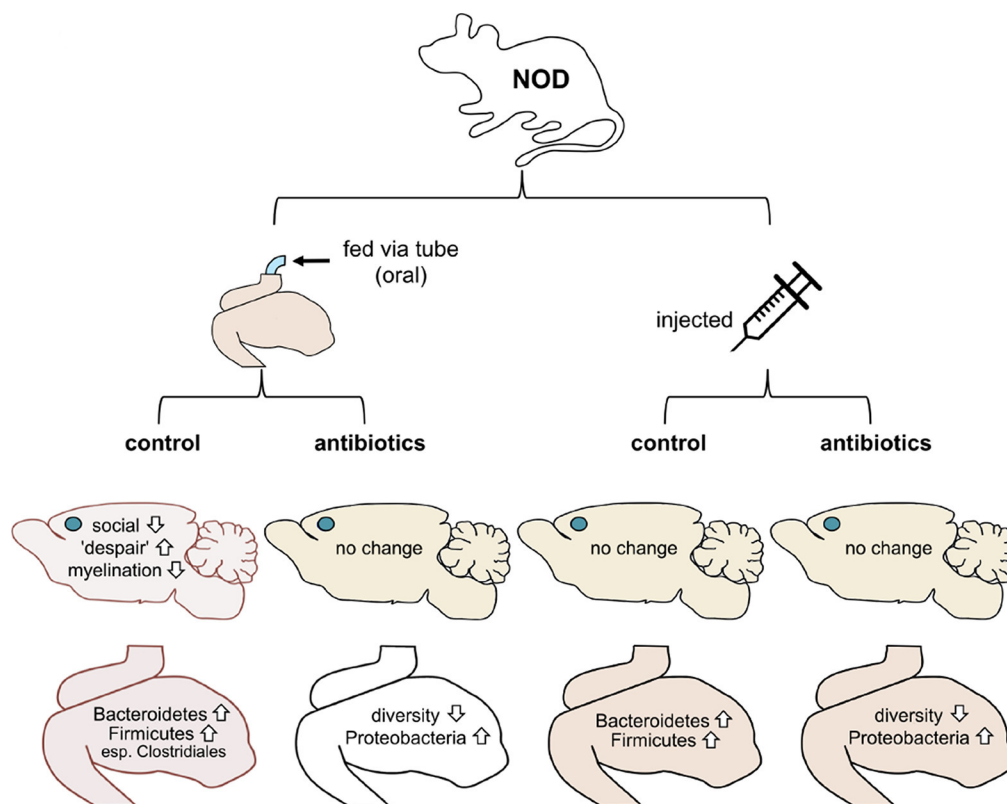 NOD
fed via tube
(oral)
injected
control
antibiotics
control
antibiotics
social ⇩
'despair' ⇧
myelination ⇩
no change
no change
no change
Bacteroidetes ⇧
Firmicutes ⇧
esp. Clostridiales
diversity ⇩
Proteobacteria ⇧
Bacteroidetes ⇧
Firmicutes ⇧
diversity ⇩
Proteobacteria ⇧